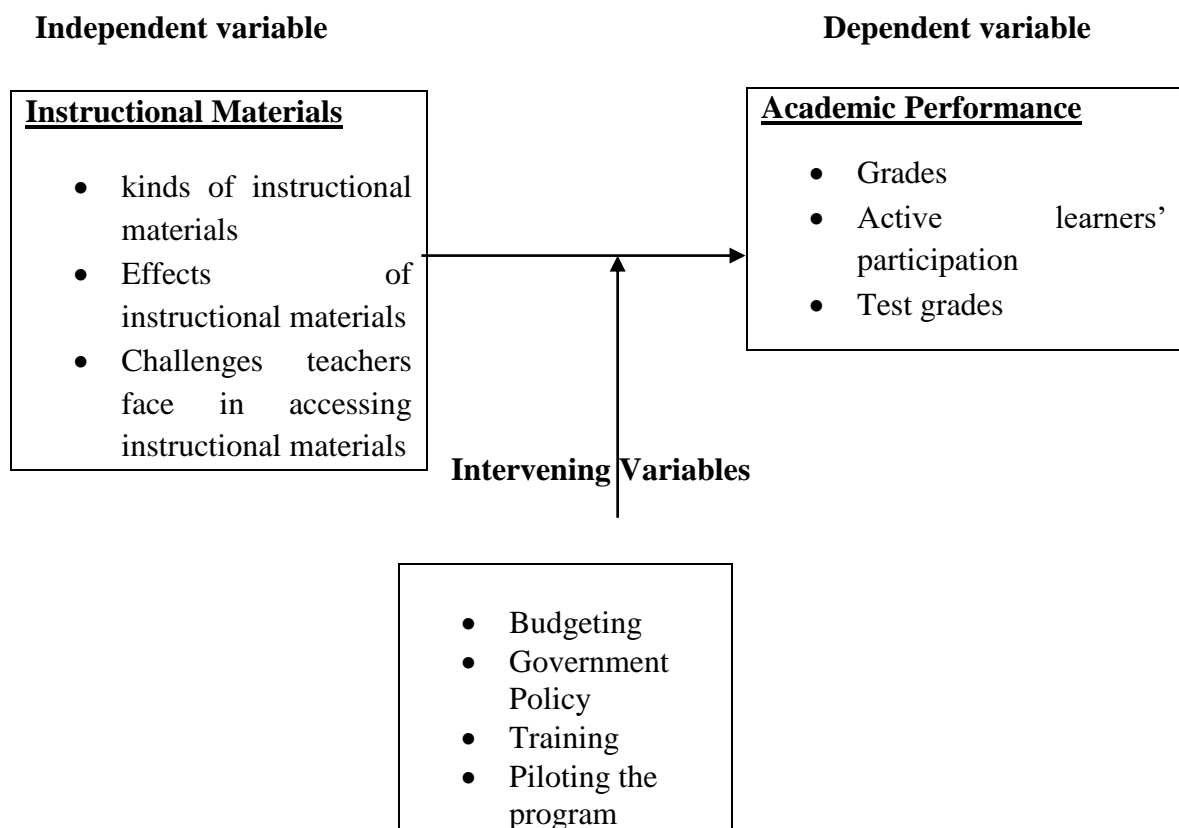 Independent variable
Dependent variable
Instructional Materials
• kinds of instructional
materials
• Effects of
instructional materials
• Challenges teachers
face in accessing
instructional materials
Academic Performance
• Grades
• Active learners’
participation
• Test grades
Intervening Variables
• Budgeting
• Government
Policy
• Training
• Piloting the
program